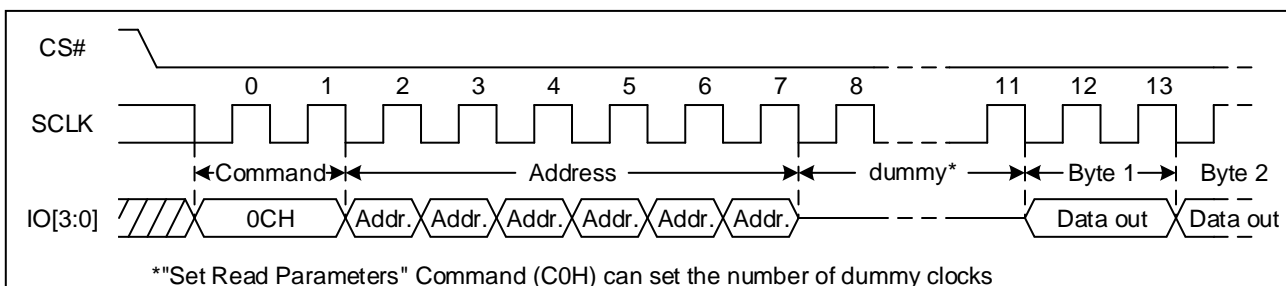 CS#
0 1 2 3 4 5 6 7 8 11 12 13
SCLK
Command Address dummy* Byte 1 Byte 2
IO[3:0] 0CH Addr. Addr. Addr. Addr. Addr. Addr. Data out Data out
*"Set Read Parameters" Command (C0H) can set the number of dummy clocks